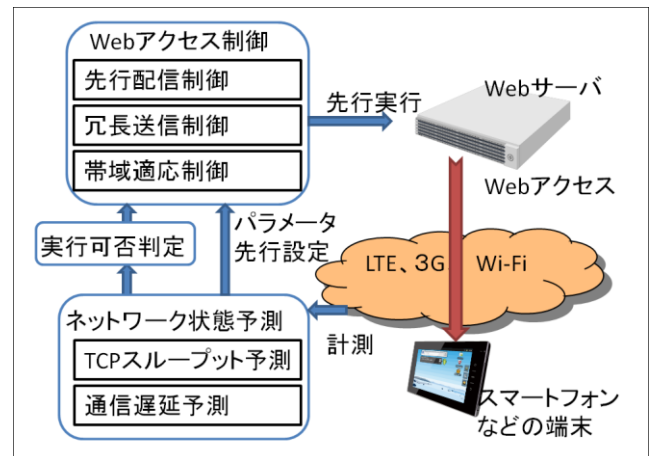 Webアクセス制御
先行配信制御
冗長送信制御
帯域適応制御
先行実行
Webサーバ
Webアクセス
実行可否判定
パラメータ
先行設定
LTE、3G、Wi-Fi
ネットワーク状態予測
TCPスループット予測
通信遅延予測
計測
スマートフォン
などの端末